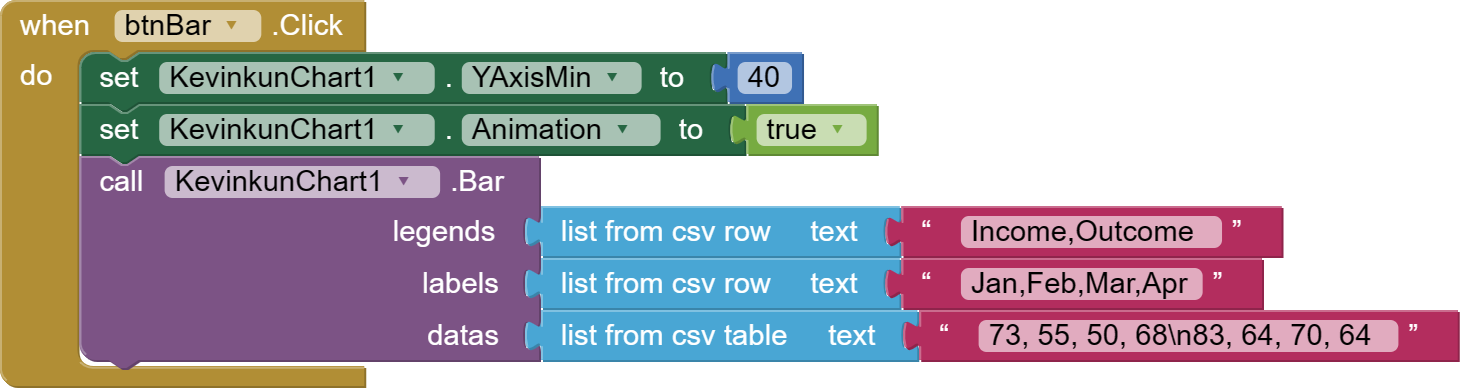 when btnBar .Click
do set KevinkunChart1 . YAxisMin to 40
set KevinkunChart1 . Animation to true
call KevinkunChart1 .Bar
legends list from csv row text “ Income,Outcome ”
labels list from csv row text “ Jan,Feb,Mar,Apr ”
datas list from csv table text “ 73, 55, 50, 68\n83, 64, 70, 64 ”